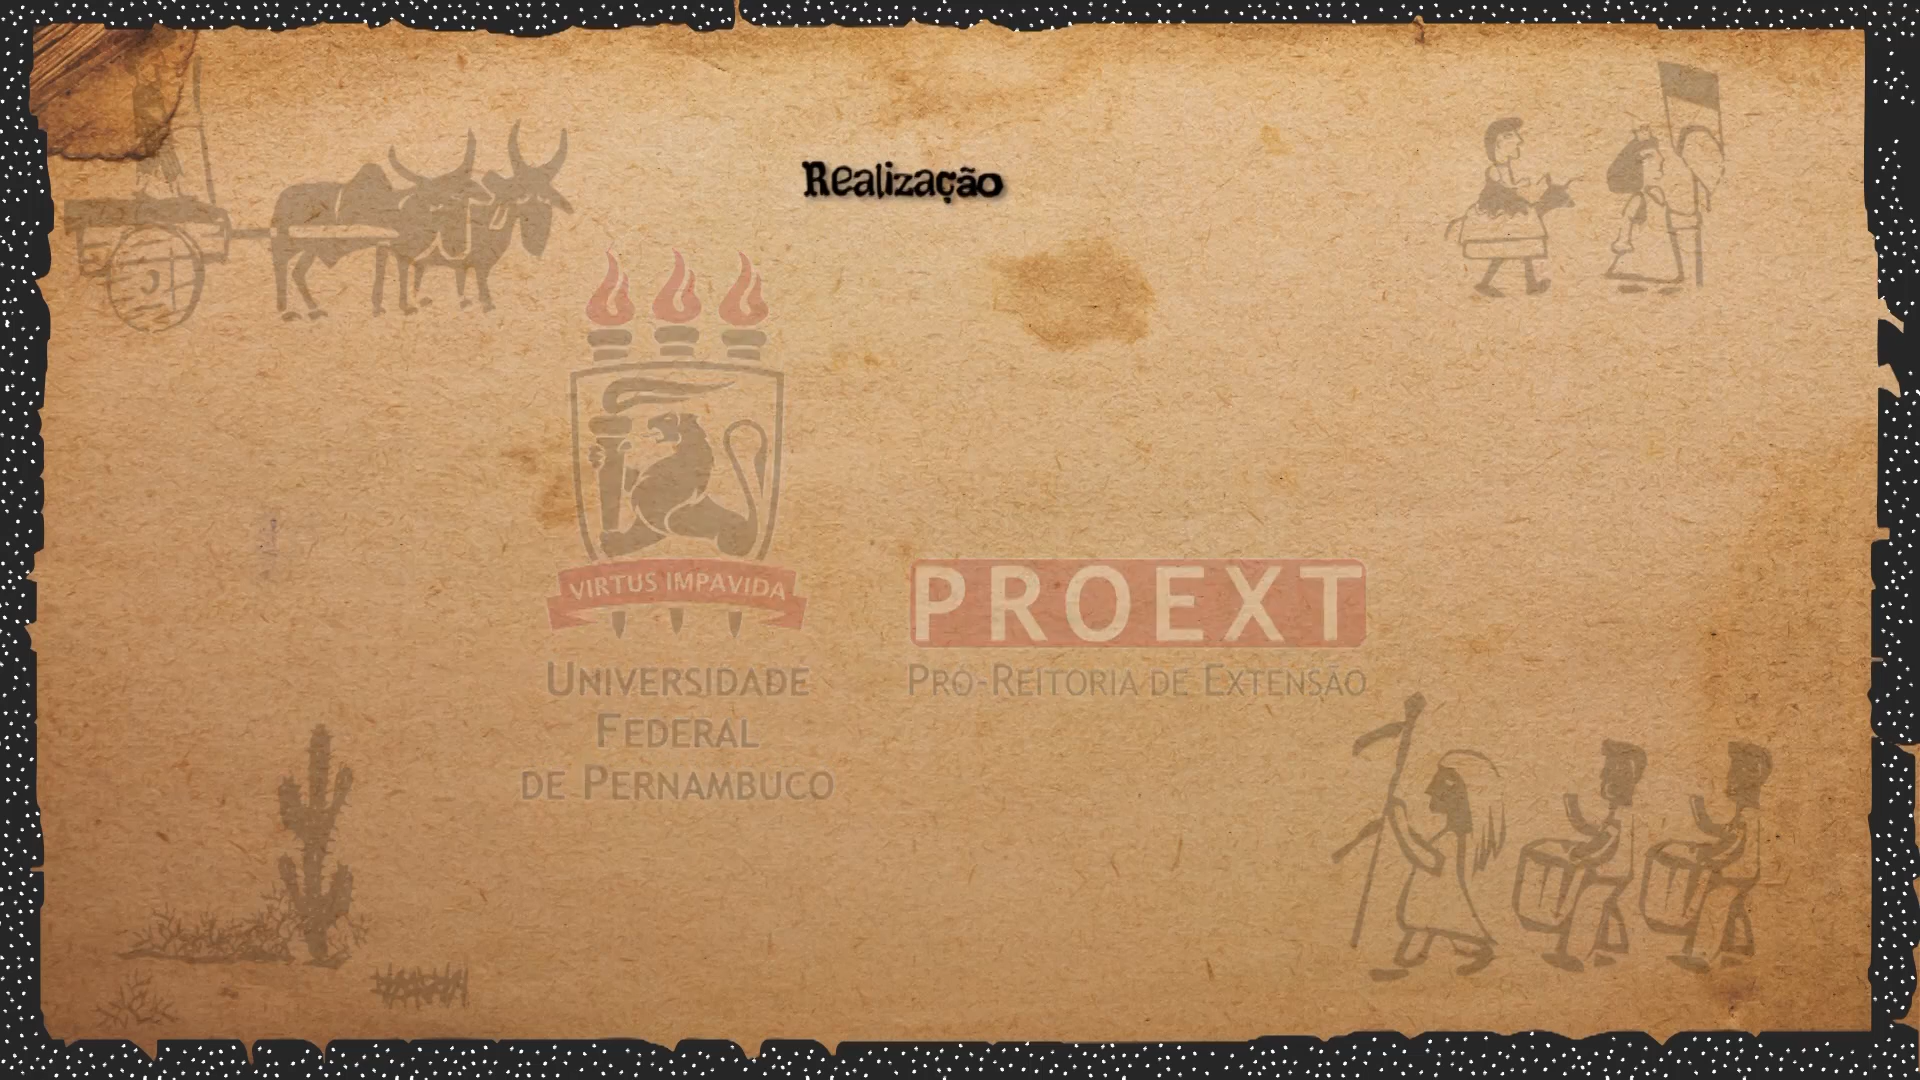 Realização
VIRTUS IMPAVIDA
UNIVERSIDADE
FEDERAL
DE PERNAMBUCO
PROEXT
PRÓ-REITORIA DE EXTENSÃO